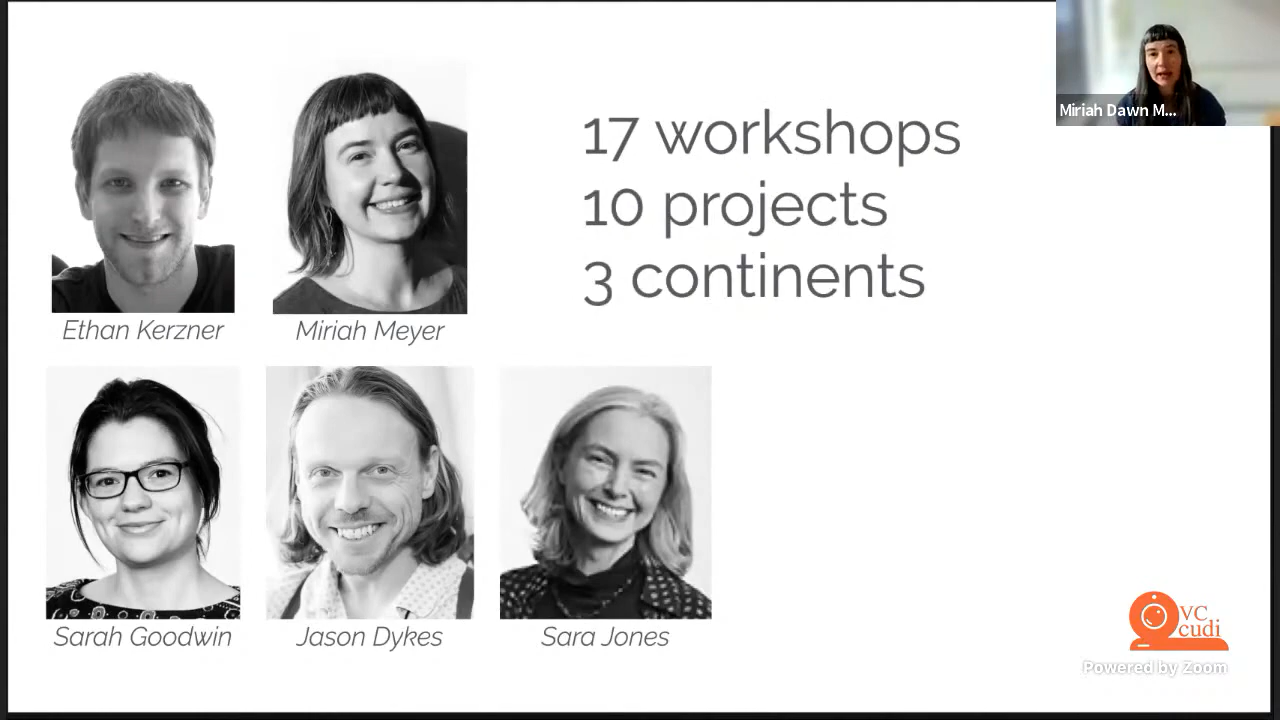 Miriah Dawn M...
17 workshops
10 projects
3 continents
Ethan Kerzner
Miriah Meyer
Sarah Goodwin
Jason Dykes
Sara Jones
VC
cudi
Powered by Zoom